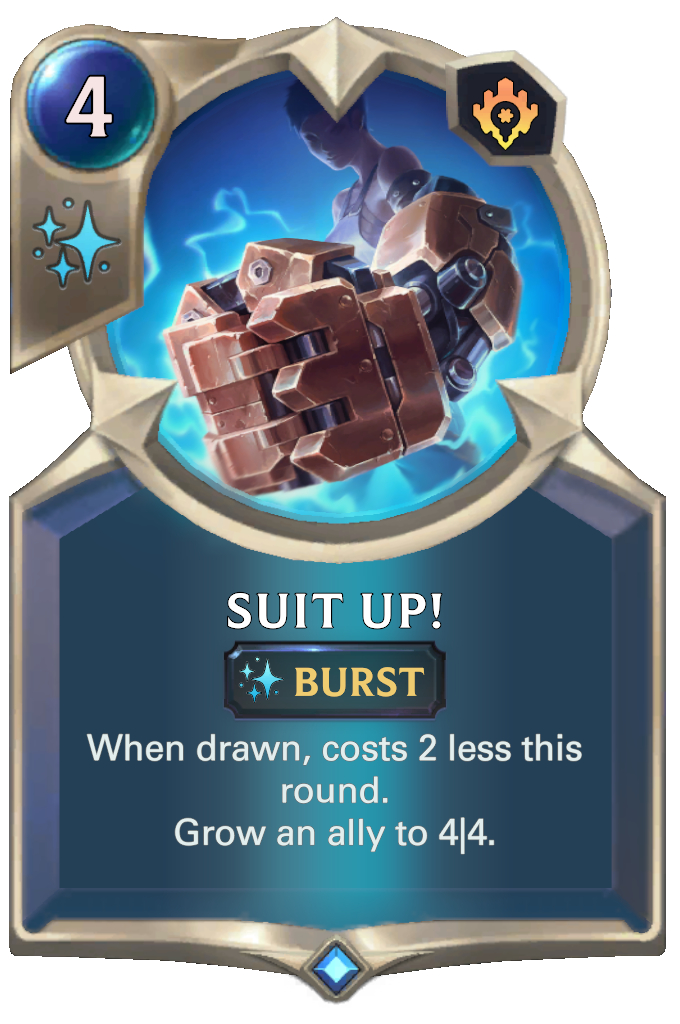 4
SUIT UP!
BURST
When drawn, costs 2 less this
round.
Grow an ally to 4|4.